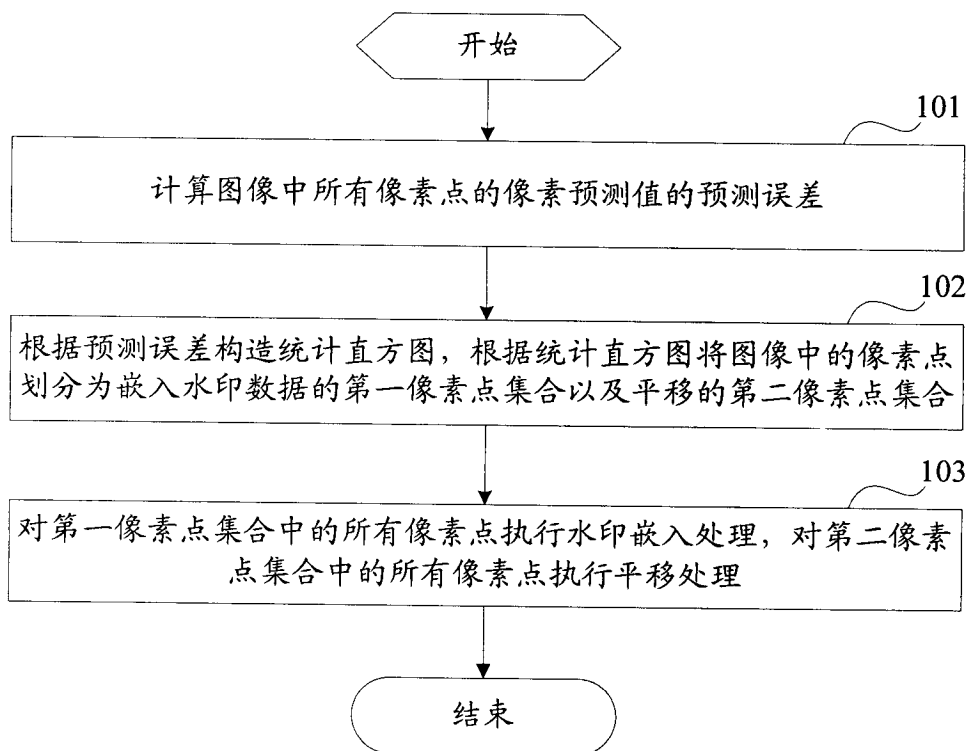 开始
101
计算图像中所有像素点的像素预测值的预测误差
102
根据预测误差构造统计直方图，根据统计直方图将图像中的像素点
划分为嵌入水印数据的第一像素点集合以及平移的第二像素点集合
103
对第一像素点集合中的所有像素点执行水印嵌入处理，对第二像素
点集合中的所有像素点执行平移处理
结束